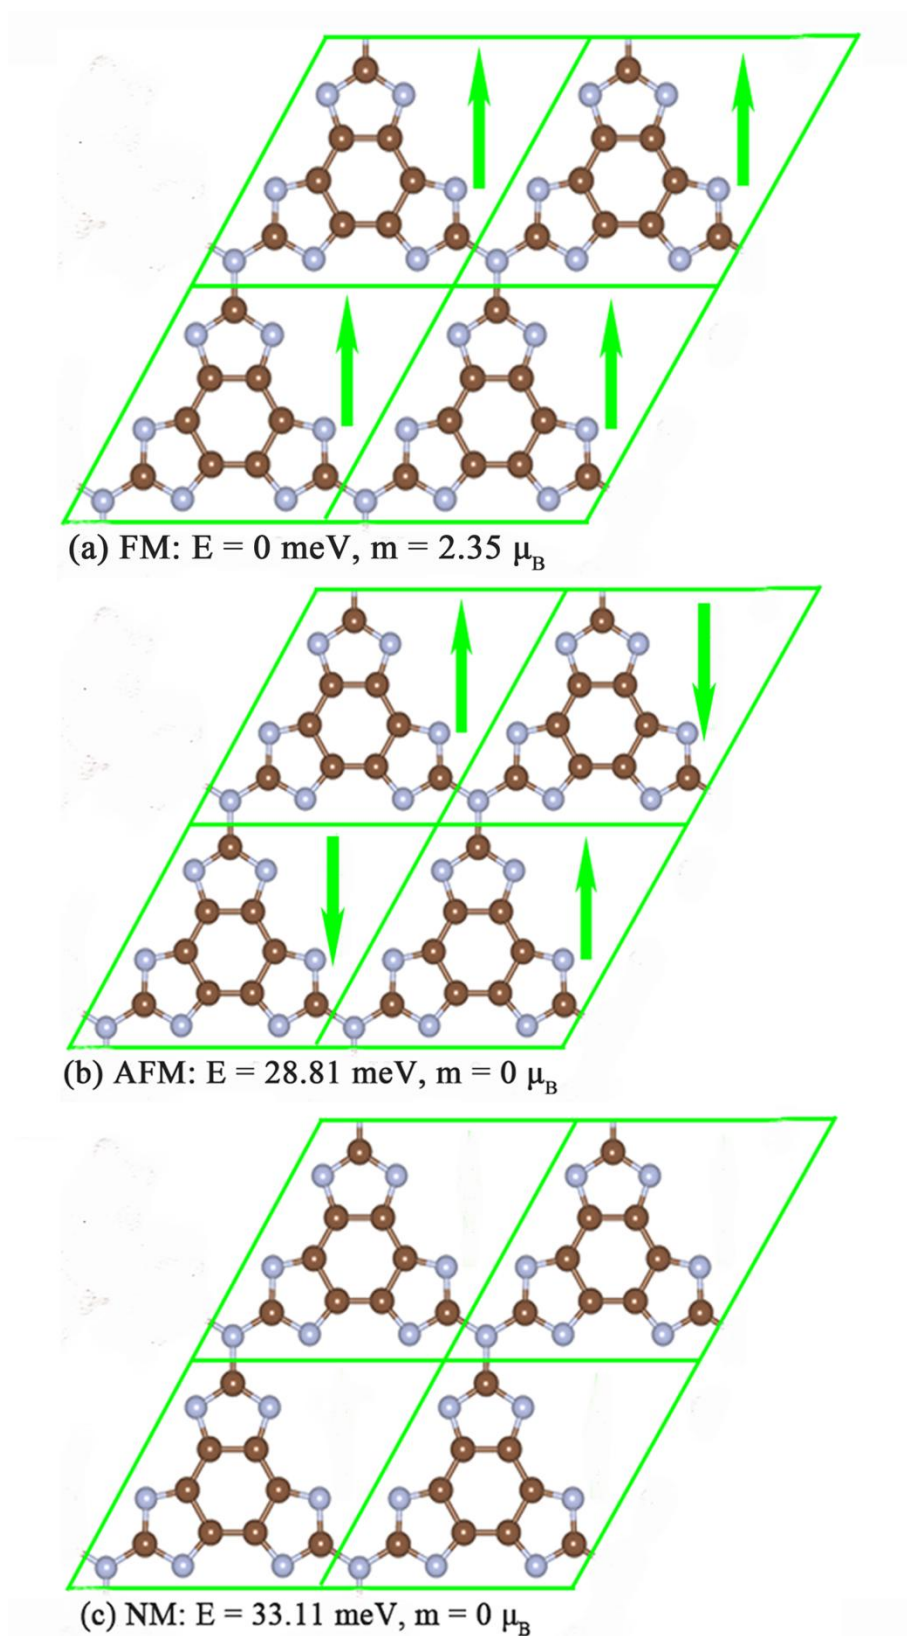 (a) FM: E = 0 meV, m = 2.35 μB
(b) AFM: E = 28.81 meV, m = 0 μB
(c) NM: E = 33.11 meV, m = 0 μB